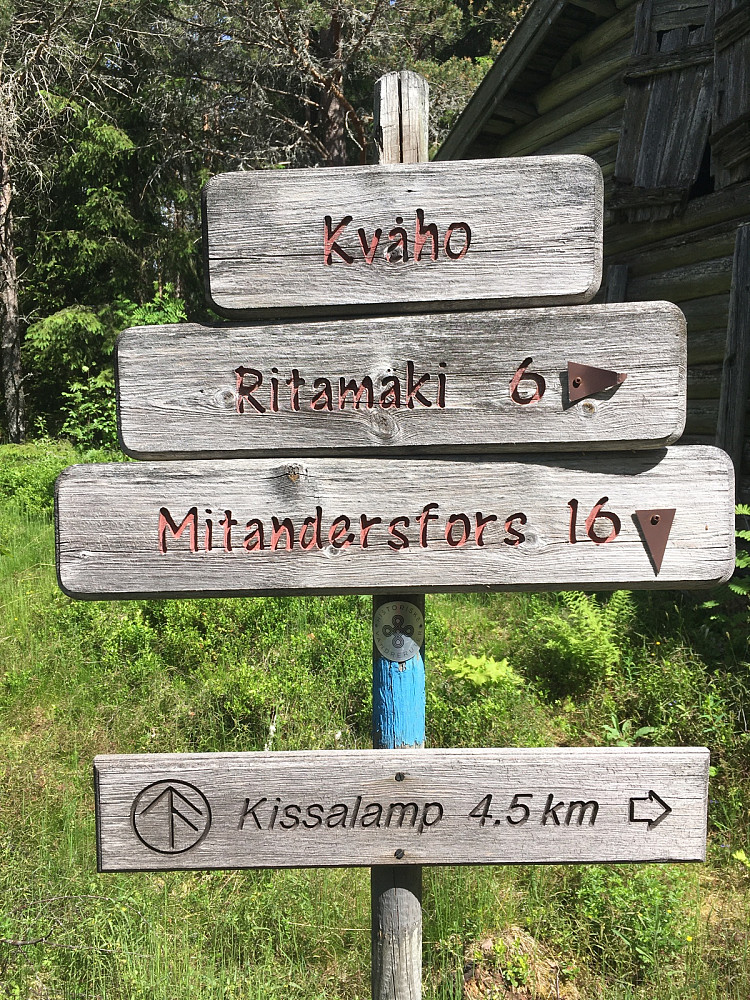 Kvåho
Ritamäki 6
Mitandersfors 16
Kissalamp 4.5 km